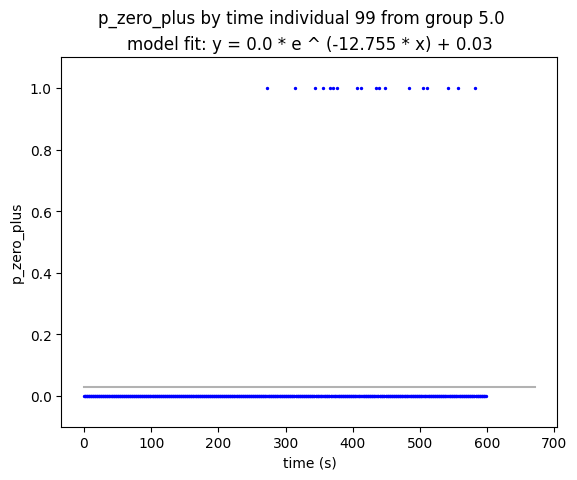 p_zero_plus by time individual 99 from group 5.0
model fit: y = 0.0 * e ^ (-12.755 * x) + 0.03
1.0
0.8
0.6
0.4
0.2
0.0
p_zero_plus
0 100 200 300 400 500 600 700
time (s)